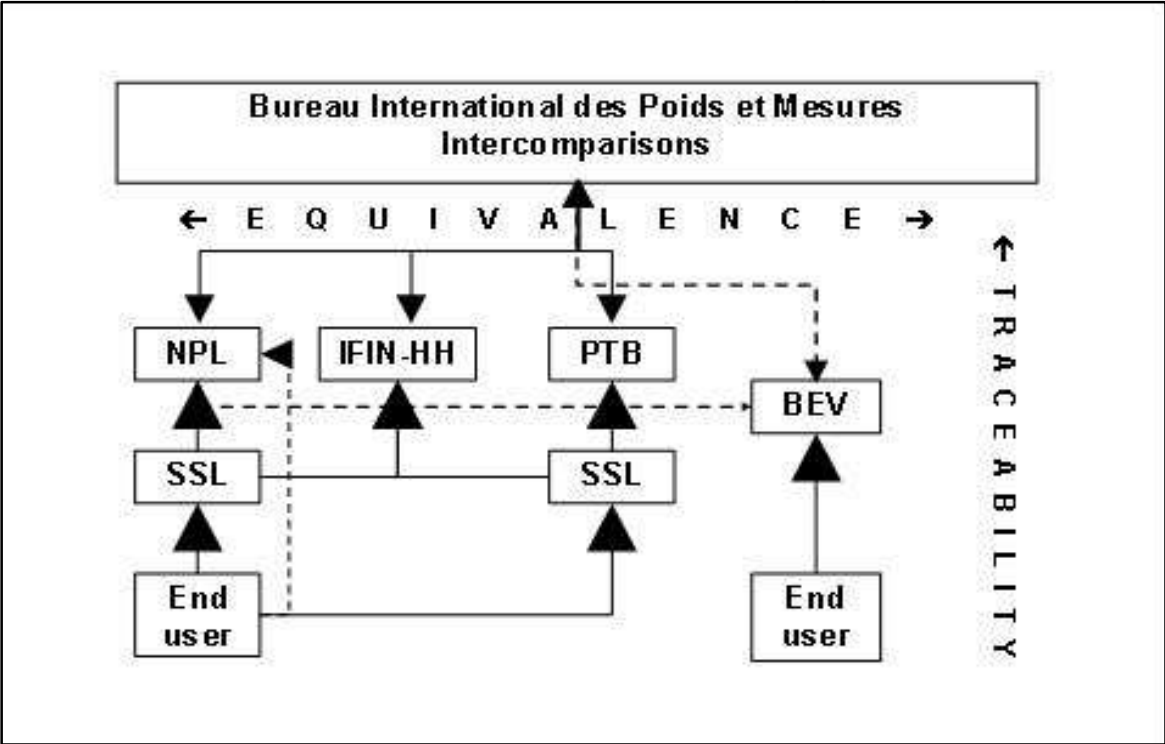 Bureau International des Poids et Mesures
Intercomparisons
← E Q U I V A L E N C E →
NPL
IFIN-HH
PTB
BEV
SSL
SSL
End
user
End
user
← T R A C E A B I L I T Y